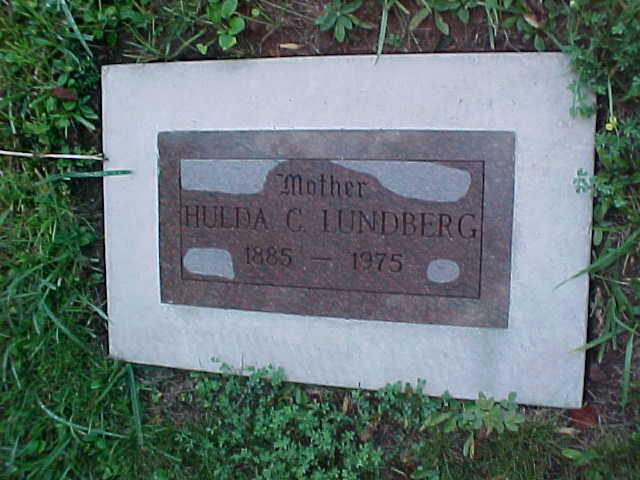 Mother
HULDA C. LUNDBERG
1885 — 1975